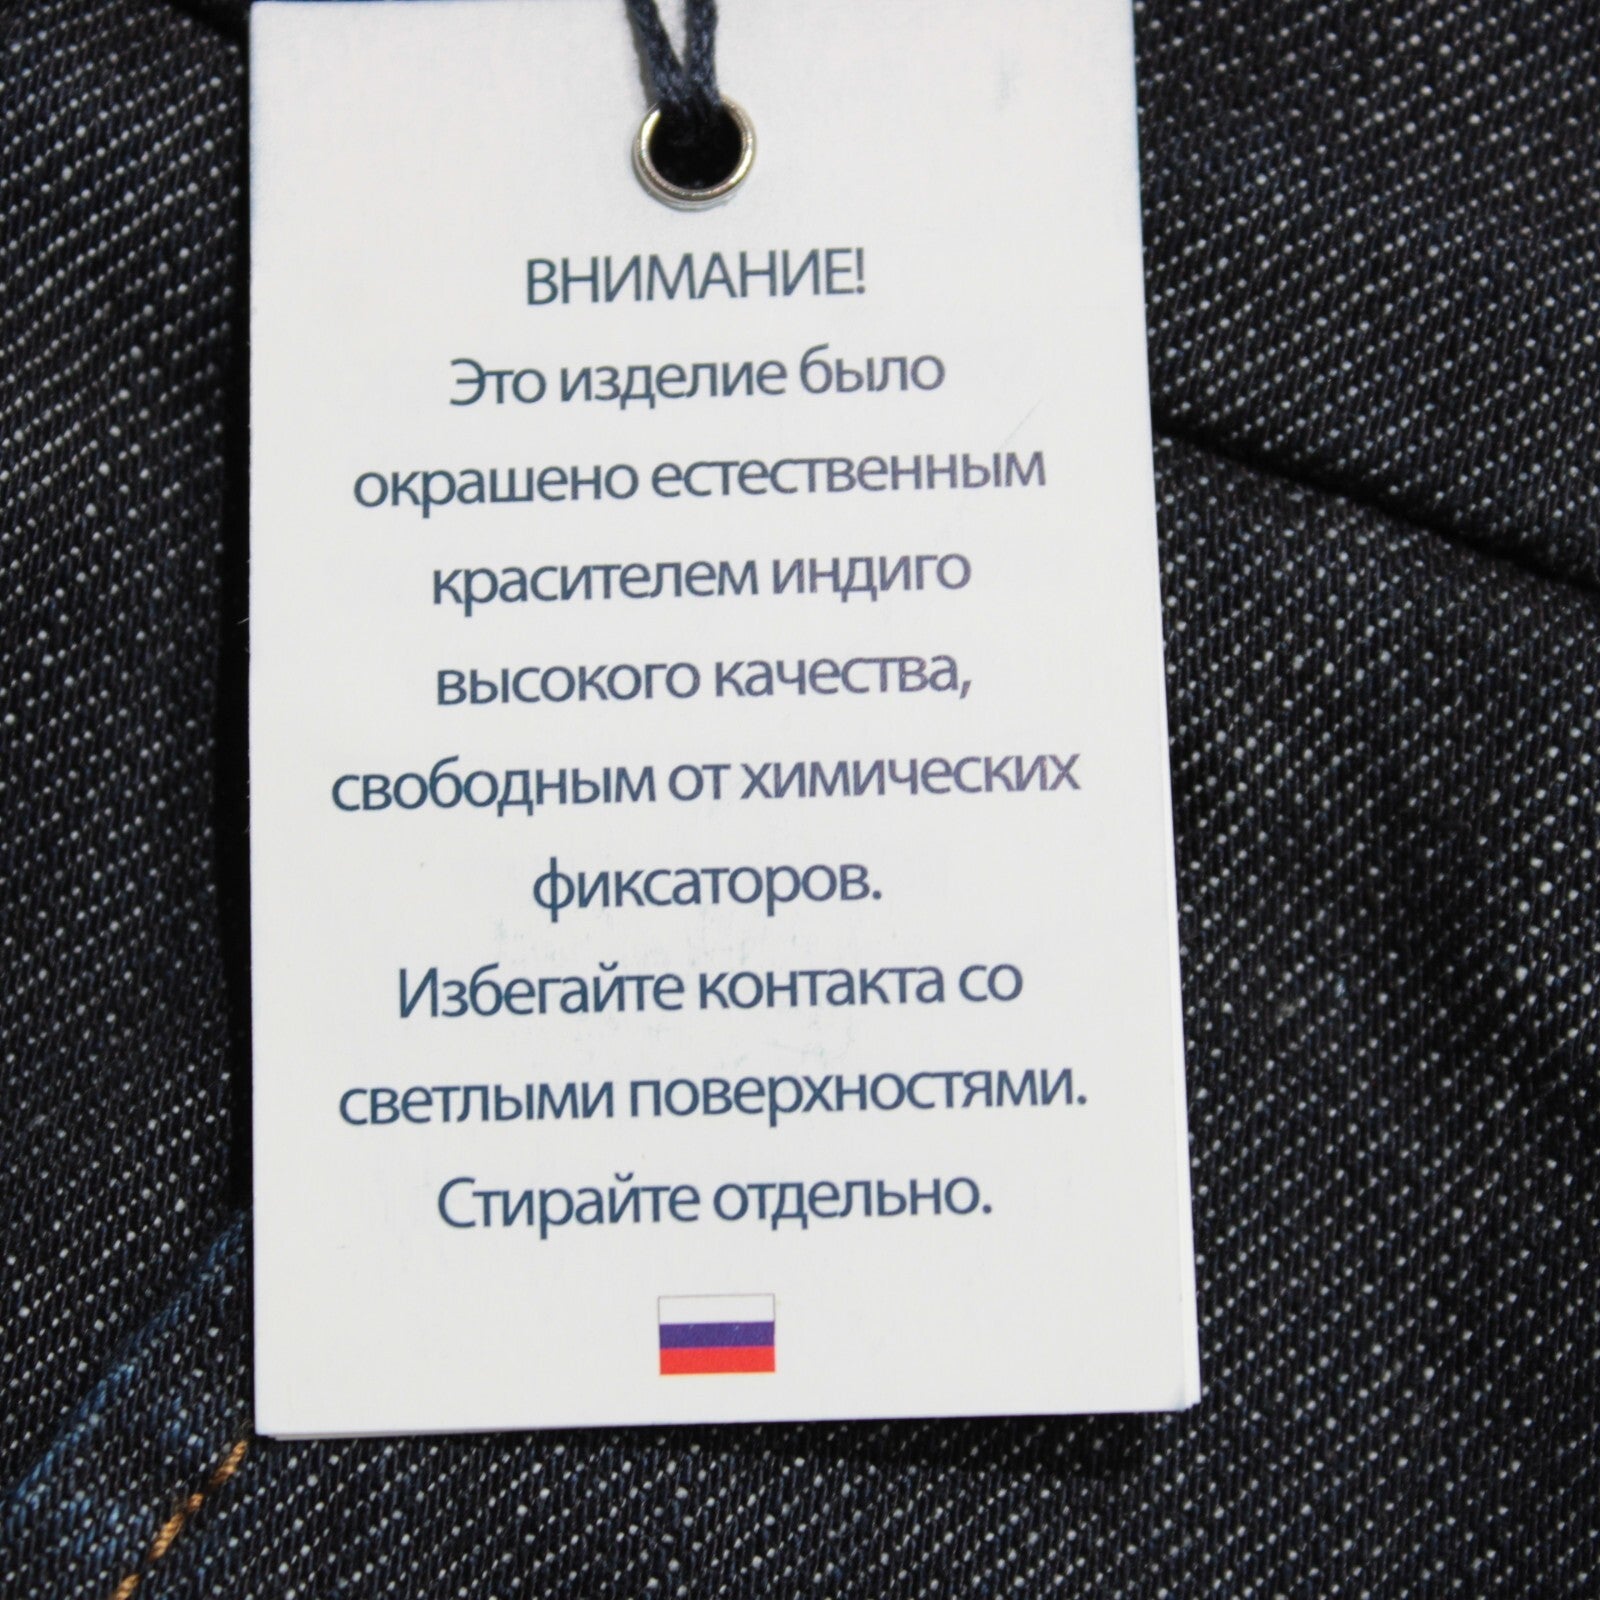 ВНИМАНИЕ!
Это изделие было
окрашено естественным
красителем индиго
высокого качества,
свободным от химических
фиксаторов.
Избегайте контакта со
светлыми поверхностями.
Стирайте отдельно.